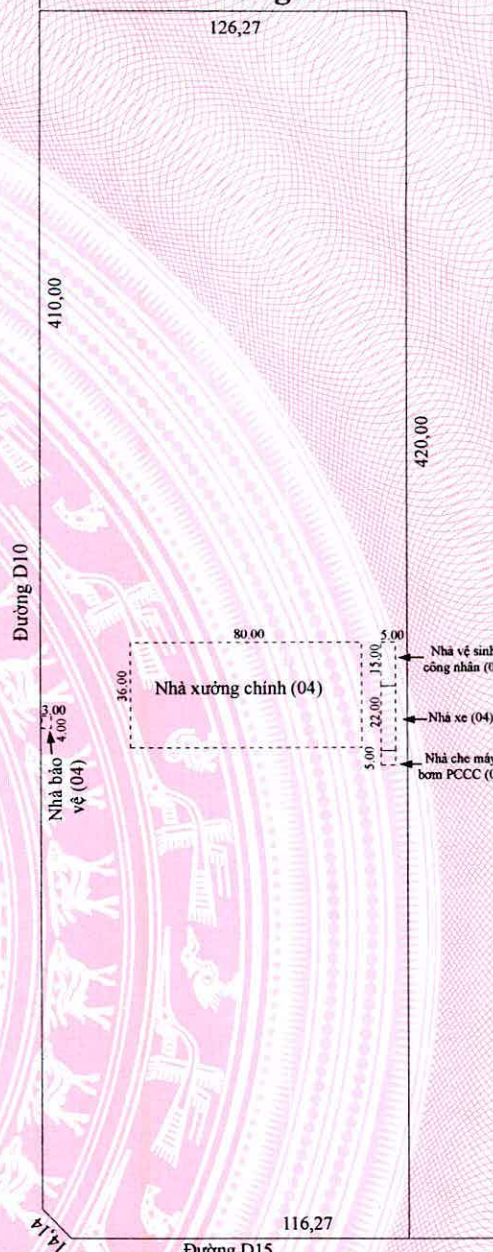 126,27
410,00
420,00
Đường D10
80.00
5.00
Nhà vệ sinh
công nhân (0
15.00
36.00
Nhà xưởng chính (04)
22.00
Nhà xe (04)
3.00
4.00
5.00
Nhà che máy
bơm PCCC (0
Nhà bảo
vệ (04)
116,27
14,14
Đường D15